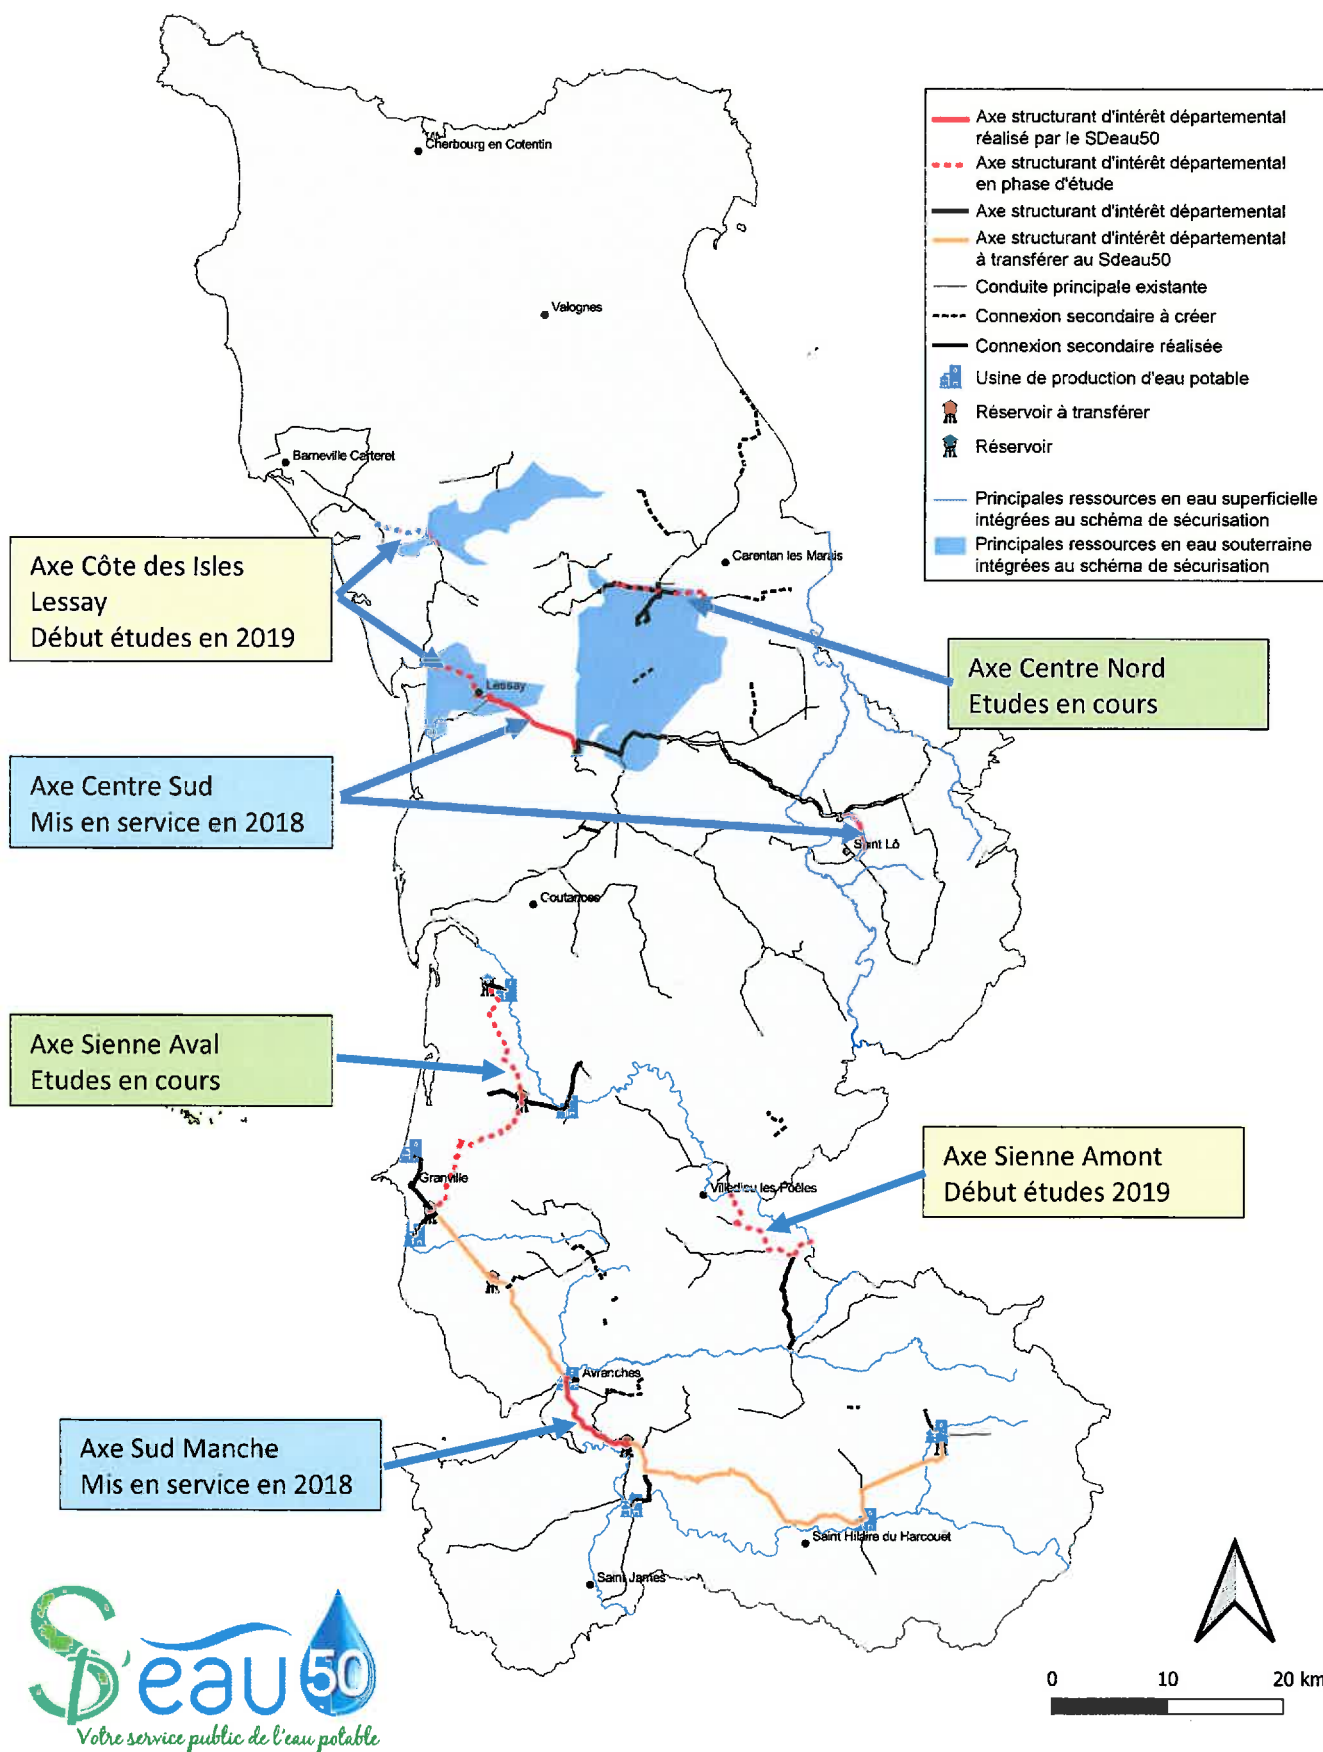 Cherbourg en Cotentin
Valognes
Barneville Carteret
Carentan les Marais
Lessay
Saint Lô
Coutances
Granville
Villedieu les Poêles
Avranches
Saint Hilaire du Harcouet
Saint James
Axe structurant d'intérêt départemental
réalisé par le SDeau50
Axe structurant d'intérêt départemental
en phase d'étude
Axe structurant d'intérêt départemental
Axe structurant d'intérêt départemental
à transférer au Sdeau50
Conduite principale existante
Connexion secondaire à créer
Connexion secondaire réalisée
Usine de production d'eau potable
Réservoir à transférer
Réservoir
Principales ressources en eau superficielle
intégrées au schéma de sécurisation
Principales ressources en eau souterraine
intégrées au schéma de sécurisation
Axe Côte des Isles
Lessay
Début études en 2019
Axe Centre Nord
Etudes en cours
Axe Centre Sud
Mis en service en 2018
Axe Sienne Aval
Etudes en cours
Axe Sienne Amont
Début études 2019
Axe Sud Manche
Mis en service en 2018
SD'eau50
Votre service public de l'eau potable
0 10 20 km